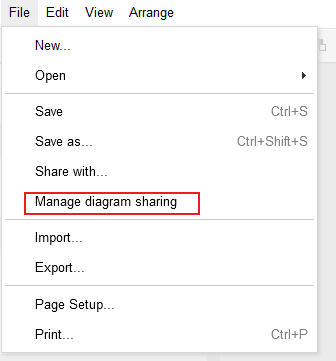 File Edit View Arrange
New...
Open
Save Ctrl+S
Save as... Ctrl+Shift+S
Share with...
Manage diagram sharing
Import...
Export...
Page Setup...
Print... Ctrl+P